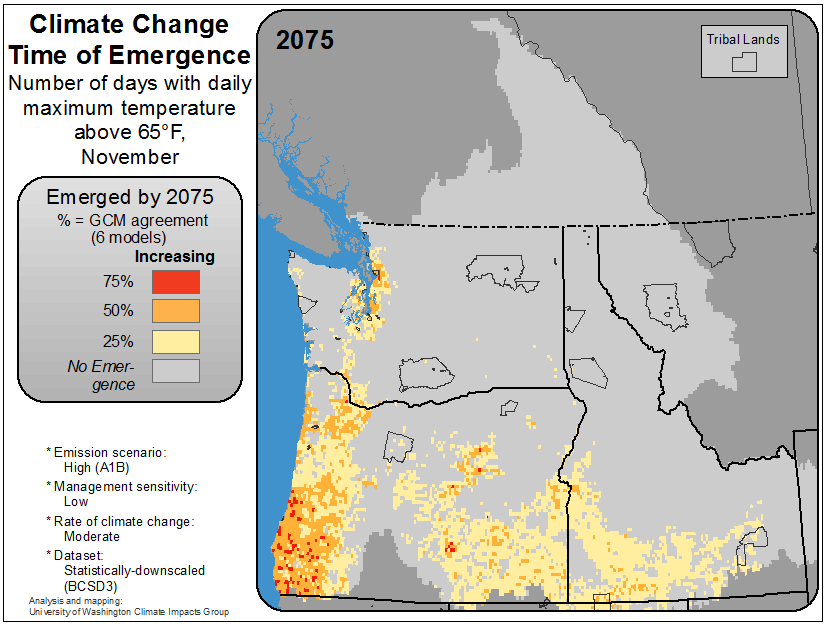 Climate Change
Time of Emergence
Number of days with daily
maximum temperature
above 65°F,
November
Emerged by 2075
% = GCM agreement
(6 models)
Increasing
75%
50%
25%
No Emer-
gence
* Emission scenario:
High (A1B)
* Management sensitivity:
Low
* Rate of climate change:
Moderate
* Dataset:
Statistically-downscaled
(BCSD3)
Analysis and mapping:
University of Washington Climate Impacts Group
2075
Tribal Lands